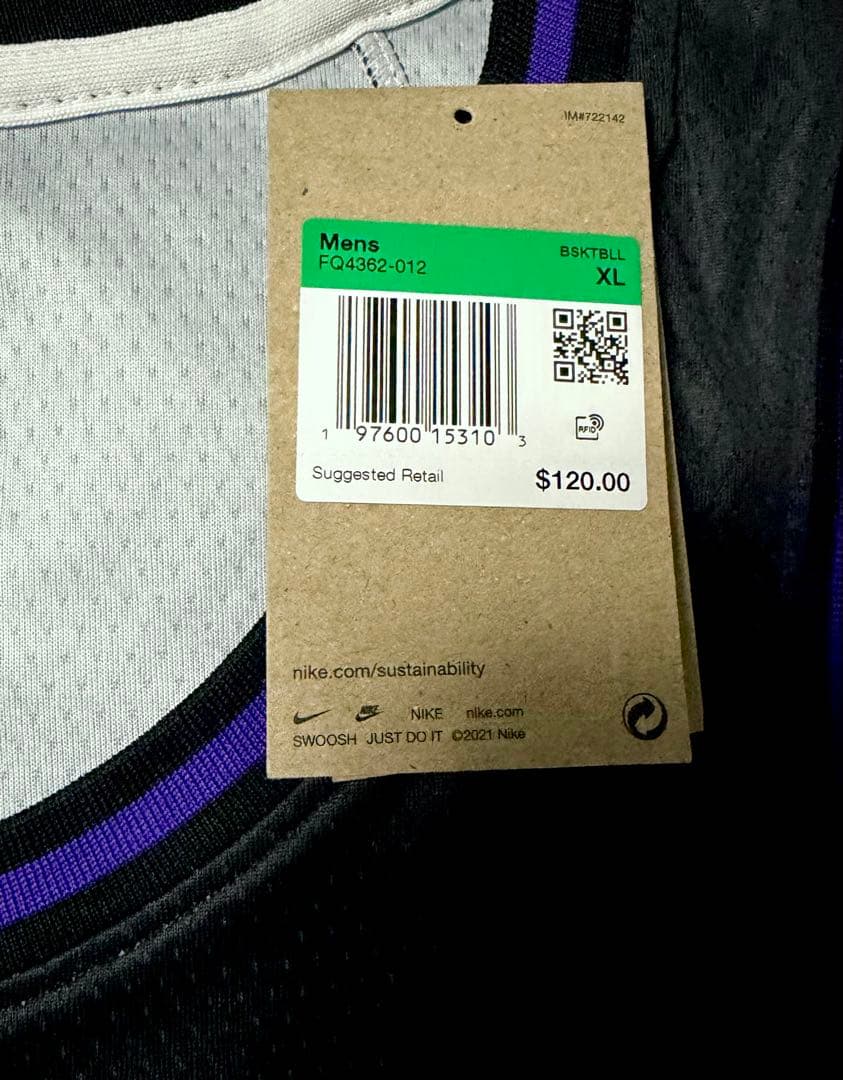 IM#722142
Mens
BSKTBLL
FQ4362-012
XL
1 97600 15310 3
RFID
Suggested Retail
$120.00
nike.com/sustainability
NIKE NIKE nike.com
SWOOSH JUST DO IT ©2021 Nike